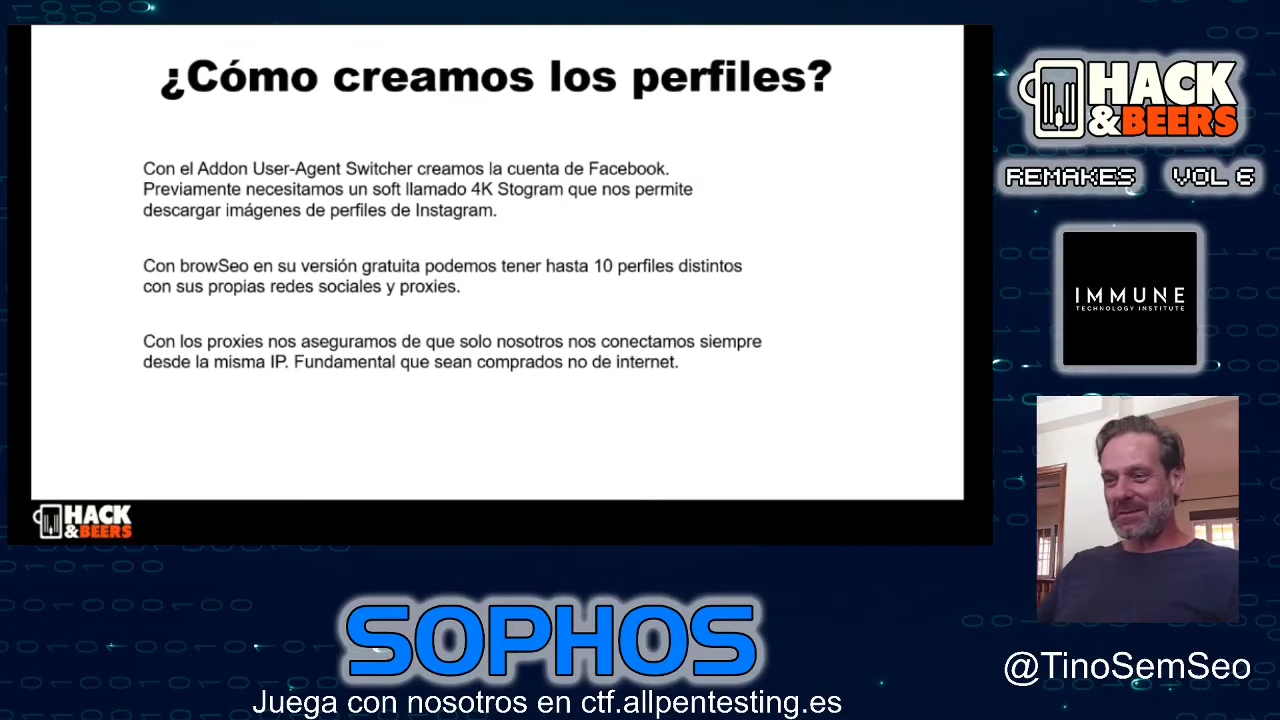 ¿Cómo creamos los perfiles?
Con el Addon User-Agent Switcher creamos la cuenta de Facebook.
Previamente necesitamos un soft llamado 4K Stogram que nos permite
descargar imágenes de perfiles de Instagram.
Con browSeo en su versión gratuita podemos tener hasta 10 perfiles distintos
con sus propias redes sociales y proxies.
Con los proxies nos aseguramos de que solo nosotros nos conectamos siempre
desde la misma IP. Fundamental que sean comprados no de internet.
HACK
&BEERS
HACK
&BEERS
REMAKES VOL 6
IMMUNE
TECHNOLOGY INSTITUTE
@TinoSemSeo
SOPHOS
Juega con nosotros en ctf.allpentesting.es